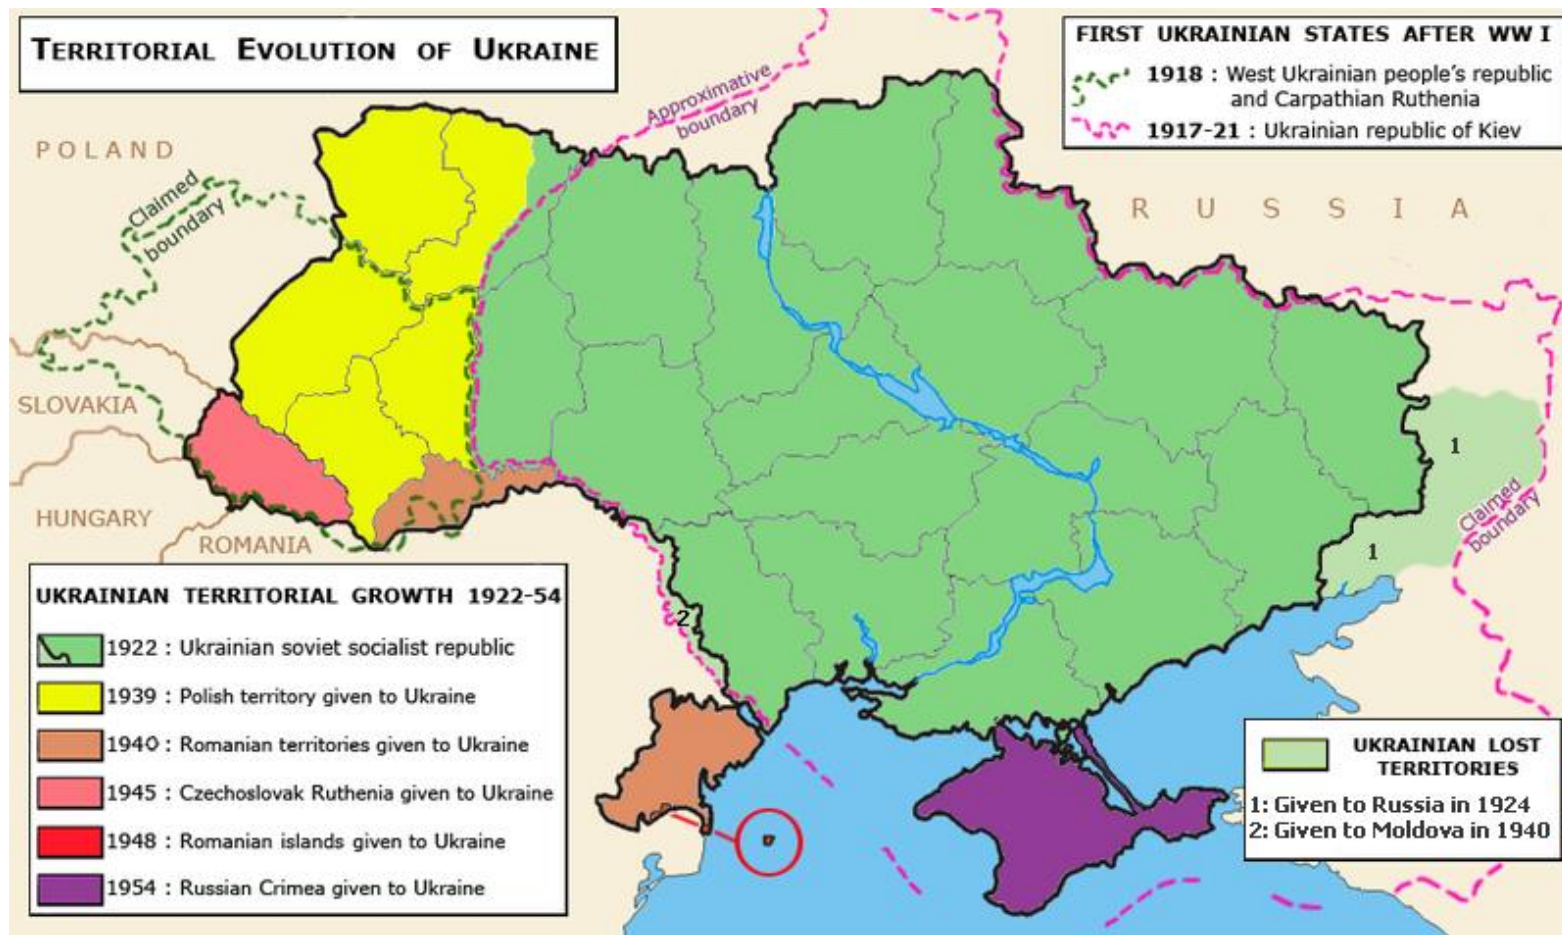 TERRITORIAL EVOLUTION OF UKRAINE
FIRST UKRAINIAN STATES AFTER WW I
1918 : West Ukrainian people's republic
and Carpathian Ruthenia
1917-21 : Ukrainian republic of Kiev
Approximative
boundary
POLAND
Claimed
boundary
RUSSIA
SLOVAKIA
HUNGARY
ROMANIA
1
1
Claimed
boundary
2
UKRAINIAN TERRITORIAL GROWTH 1922-54
1922 : Ukrainian soviet socialist republic
1939 : Polish territory given to Ukraine
1940 : Romanian territories given to Ukraine
1945 : Czechoslovak Ruthenia given to Ukraine
1948 : Romanian islands given to Ukraine
1954 : Russian Crimea given to Ukraine
UKRAINIAN LOST
TERRITORIES
1: Given to Russia in 1924
2: Given to Moldova in 1940